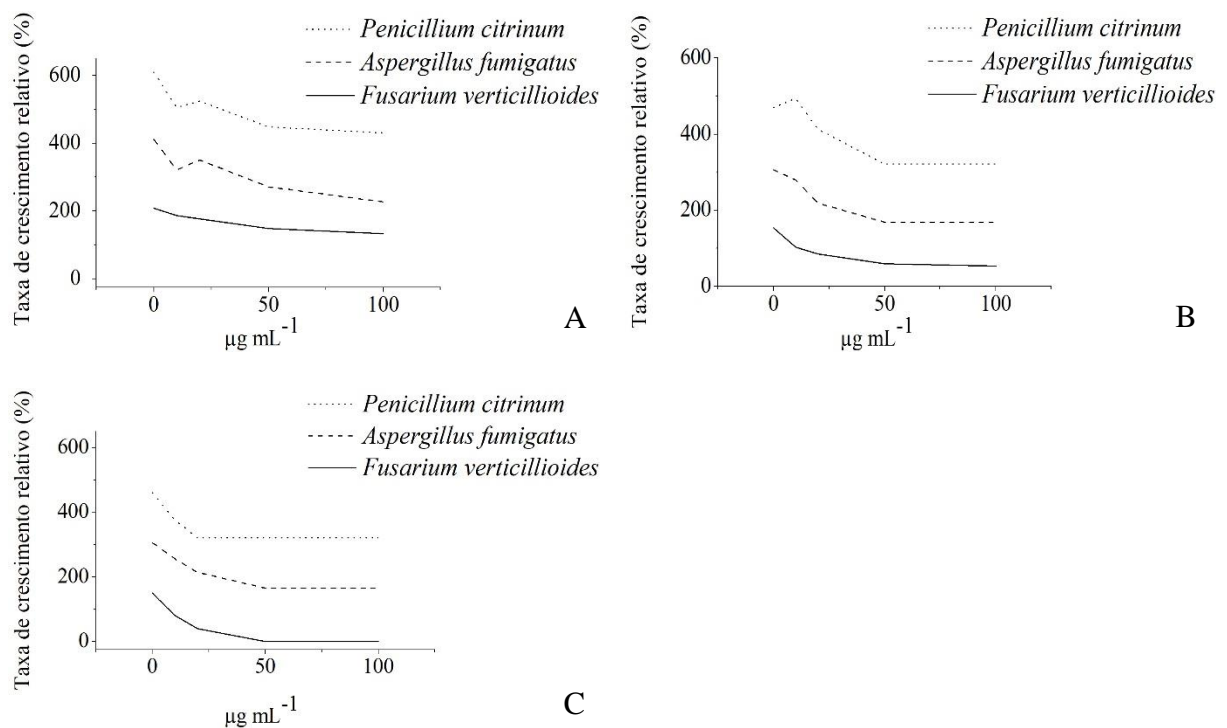 Penicillium citrinum
Aspergillus fumigatus
Fusarium verticillioides
Taxa de crescimento relativo (%)
600
400
200
0
0 50 100
µg mL-1
A
Penicillium citrinum
Aspergillus fumigatus
Fusarium verticillioides
Taxa de crescimento relativo (%)
600
400
200
0
0 50 100
µg mL-1
B
Penicillium citrinum
Aspergillus fumigatus
Fusarium verticillioides
Taxa de crescimento relativo (%)
600
400
200
0
0 50 100
µg mL-1
C